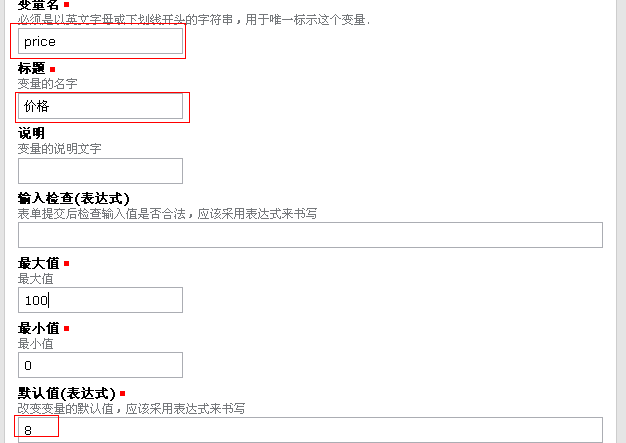 变量名
必须是以英文字母或下划线开头的字符串，用于唯一标示这个变量.
price
标题
变量的名字
价格
说明
变量的说明文字
输入检查(表达式)
表单提交后检查输入值是否合法，应该采用表达式来书写
最大值
最大值
100
最小值
最小值
0
默认值(表达式)
改变变量的默认值，应该采用表达式来书写
8